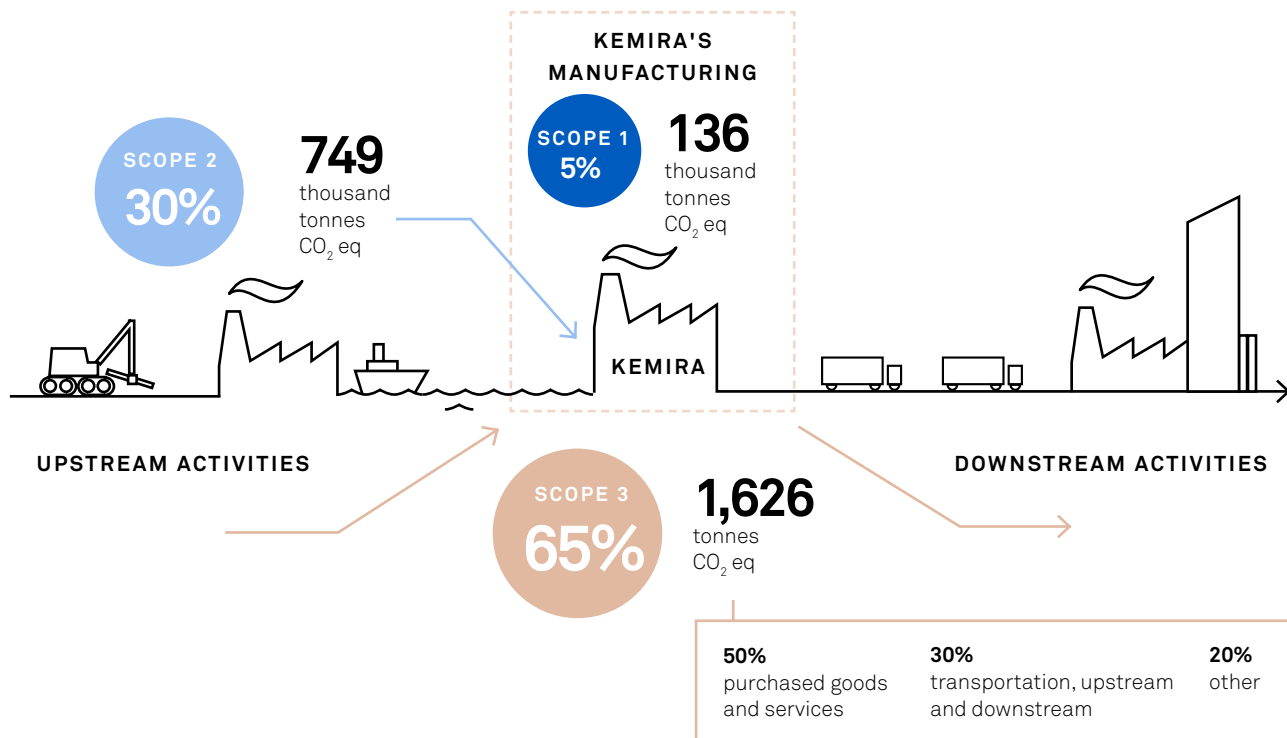 KEMIRA'S
MANUFACTURING
SCOPE 2
30%
749
thousand
tonnes
CO₂ eq
SCOPE 1
5%
136
thousand
tonnes
CO₂ eq
KEMIRA
UPSTREAM ACTIVITIES
DOWNSTREAM ACTIVITIES
SCOPE 3
65%
1,626
tonnes
CO₂ eq
50%
purchased goods
and services
30%
transportation, upstream
and downstream
20%
other